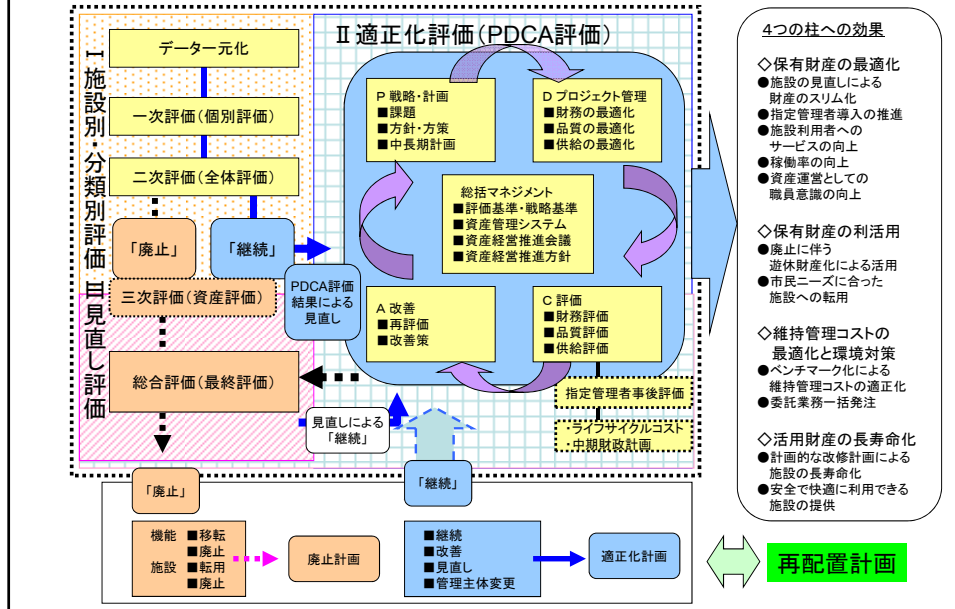 Ⅰ施設別・分類別評価
データー元化
一次評価(個別評価)
二次評価(全体評価)
「廃止」
「継続」
三次評価(資産評価)
Ⅲ見直し評価
総合評価(最終評価)
PDCA評価
結果による
見直し
見直しによる
「継続」
Ⅱ適正化評価(PDCA評価)
P 戦略・計画
■課題
■方針・方策
■中長期計画
D プロジェクト管理
■財務の最適化
■品質の最適化
■供給の最適化
総括マネジメント
■評価基準・戦略基準
■資産管理システム
■資産経営推進会議
■資産経営推進方針
A 改善
■再評価
■改善策
C 評価
■財務評価
■品質評価
■供給評価
指定管理者事後評価
・ライフサイクルコスト
・中期財政計画
「廃止」
「継続」
機能 ■移転
■廃止
施設 ■転用
■廃止
廃止計画
■継続
■改善
■見直し
■管理主体変更
適正化計画
4つの柱への効果
◇保有財産の最適化
●施設の見直しによる
財産のスリム化
●指定管理者導入の推進
●施設利用者への
サービスの向上
●稼働率の向上
●資産運営としての
職員意識の向上
◇保有財産の利活用
●廃止に伴う
遊休財産化による活用
●市民ニーズに合った
施設への転用
◇維持管理コストの
最適化と環境対策
●ベンチマーク化による
維持管理コストの適正化
●委託業務一括発注
◇活用財産の長寿命化
●計画的な改修計画による
施設の長寿命化
●安全で快適に利用できる
施設の提供
再配置計画